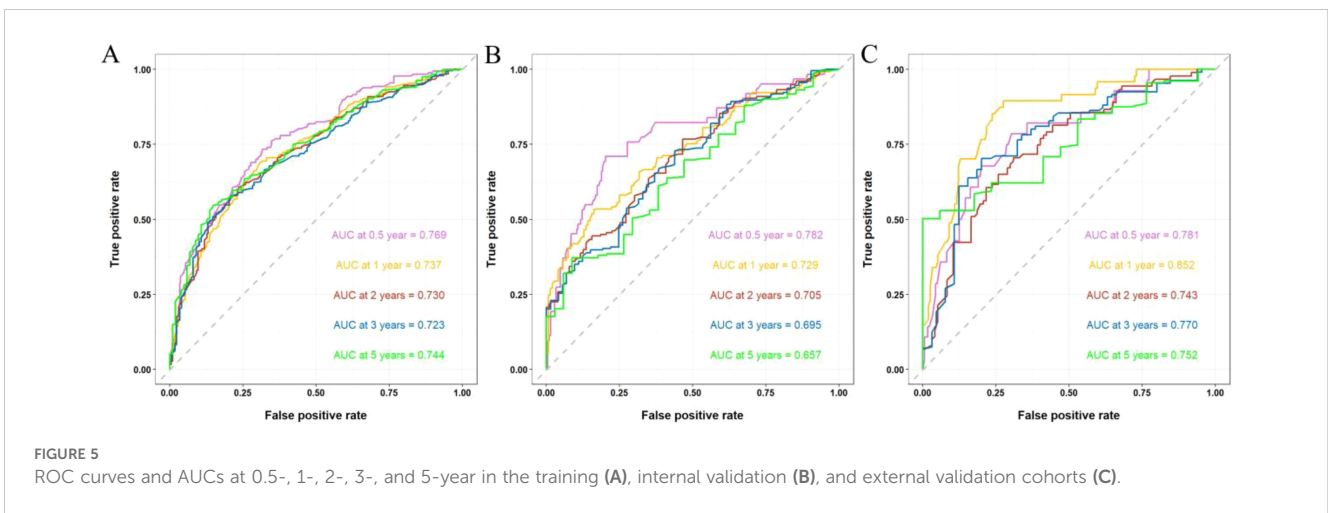 A
True positive rate
1.00
0.75
0.50
0.25
0.00
AUC at 0.5 year = 0.769
AUC at 1 year = 0.737
AUC at 2 years = 0.730
AUC at 3 years = 0.723
AUC at 5 years = 0.744
0.00 0.25 0.50 0.75 1.00
False positive rate
B
True positive rate
1.00
0.75
0.50
0.25
0.00
AUC at 0.5 year = 0.782
AUC at 1 year = 0.729
AUC at 2 years = 0.705
AUC at 3 years = 0.695
AUC at 5 years = 0.657
0.00 0.25 0.50 0.75 1.00
False positive rate
C
True positive rate
1.00
0.75
0.50
0.25
0.00
AUC at 0.5 year = 0.781
AUC at 1 year = 0.852
AUC at 2 years = 0.743
AUC at 3 years = 0.770
AUC at 5 years = 0.752
0.00 0.25 0.50 0.75 1.00
False positive rate
FIGURE 5
ROC curves and AUCs at 0.5-, 1-, 2-, 3-, and 5-year in the training (A), internal validation (B), and external validation cohorts (C).